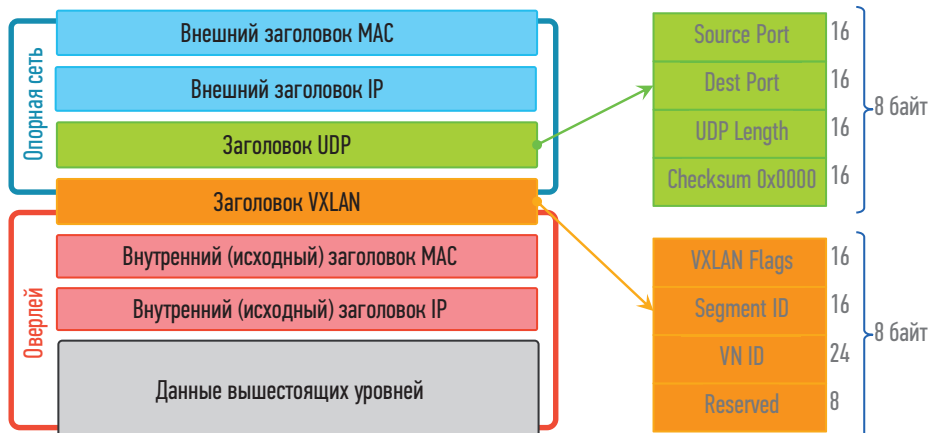 Опорная сеть
Внешний заголовок MAC
Внешний заголовок IP
Заголовок UDP
Заголовок VXLAN
Оверлей
Внутренний (исходный) заголовок MAC
Внутренний (исходный) заголовок IP
Данные вышестоящих уровней
Source Port 16
Dest Port 16
UDP Length 16
Checksum 0x0000 16
8 байт
VXLAN Flags 16
Segment ID 16
VN ID 24
Reserved 8
8 байт